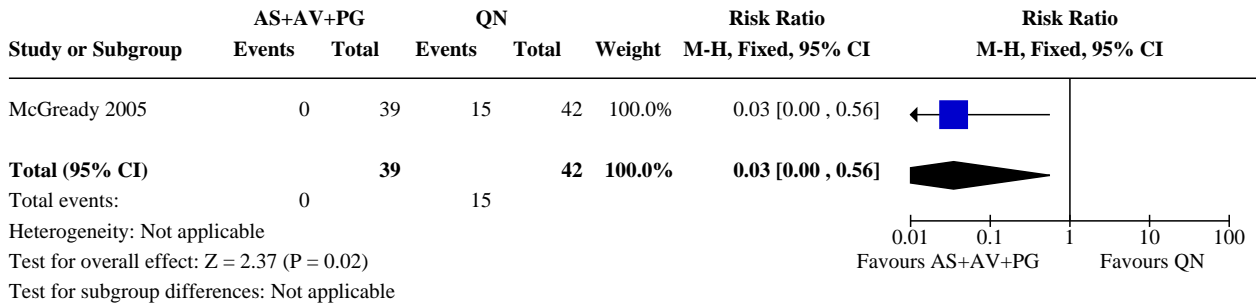 AS+AV+PG QN Risk Ratio Risk Ratio
Study or Subgroup Events Total Events Total Weight M-H, Fixed, 95% CI M-H, Fixed, 95% CI
McGready 2005 0 39 15 42 100.0% 0.03 [0.00 , 0.56]
Total (95% CI) 39 42 100.0% 0.03 [0.00 , 0.56]
Total events: 0 15
Heterogeneity: Not applicable
0.01 0.1 1 10 100
Test for overall effect: Z = 2.37 (P = 0.02) Favours AS+AV+PG Favours QN
Test for subgroup differences: Not applicable